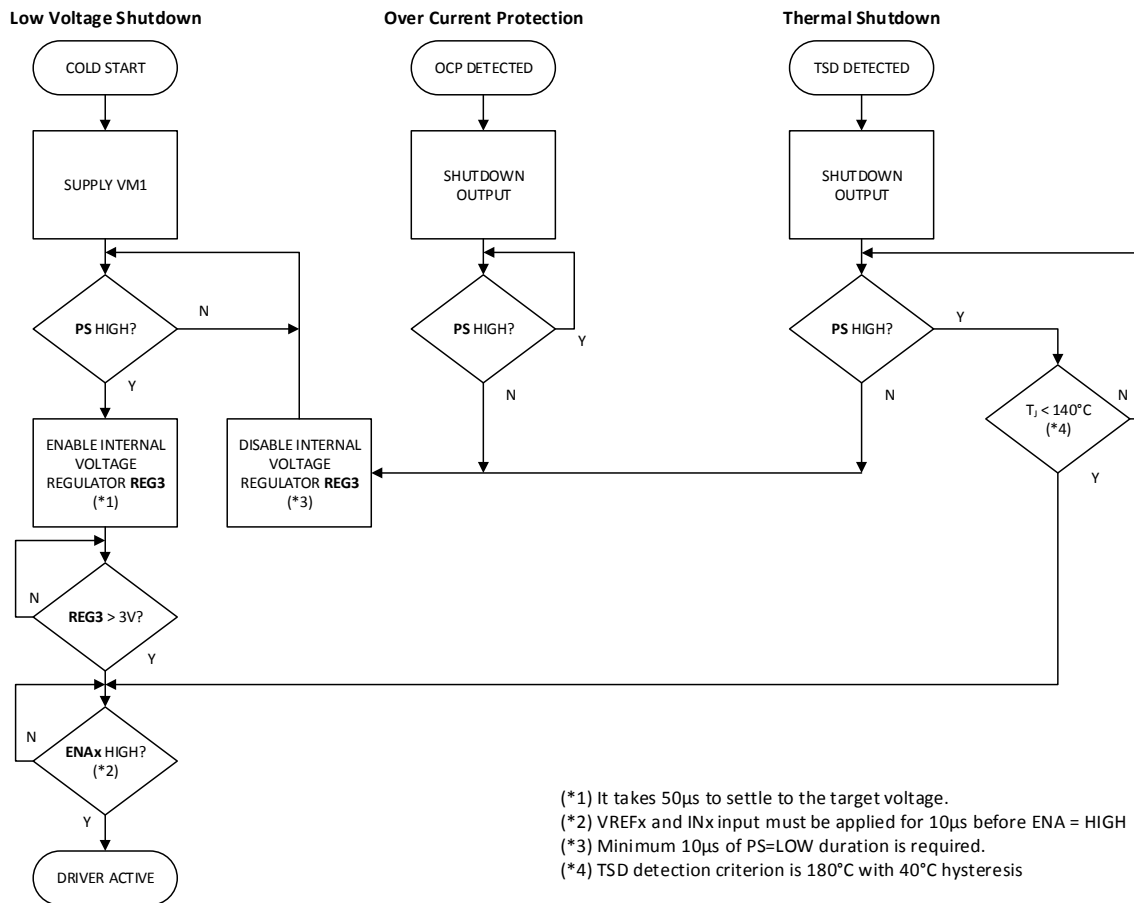 Low Voltage Shutdown
Over Current Protection
Thermal Shutdown
COLD START
OCP DETECTED
TSD DETECTED
SUPPLY VM1
SHUTDOWN
OUTPUT
SHUTDOWN
OUTPUT
PS HIGH?
N
Y
PS HIGH?
Y
N
PS HIGH?
Y
N
TJ < 140°C
(*4)
N
Y
ENABLE INTERNAL
VOLTAGE
REGULATOR REG3
(*1)
DISABLE INTERNAL
VOLTAGE
REGULATOR REG3
(*3)
REG3 > 3V?
N
Y
ENAx HIGH?
(*2)
N
Y
DRIVER ACTIVE
(*1) It takes 50µs to settle to the target voltage.
(*2) VREFx and INx input must be applied for 10µs before ENA = HIGH
(*3) Minimum 10µs of PS=LOW duration is required.
(*4) TSD detection criterion is 180°C with 40°C hysteresis